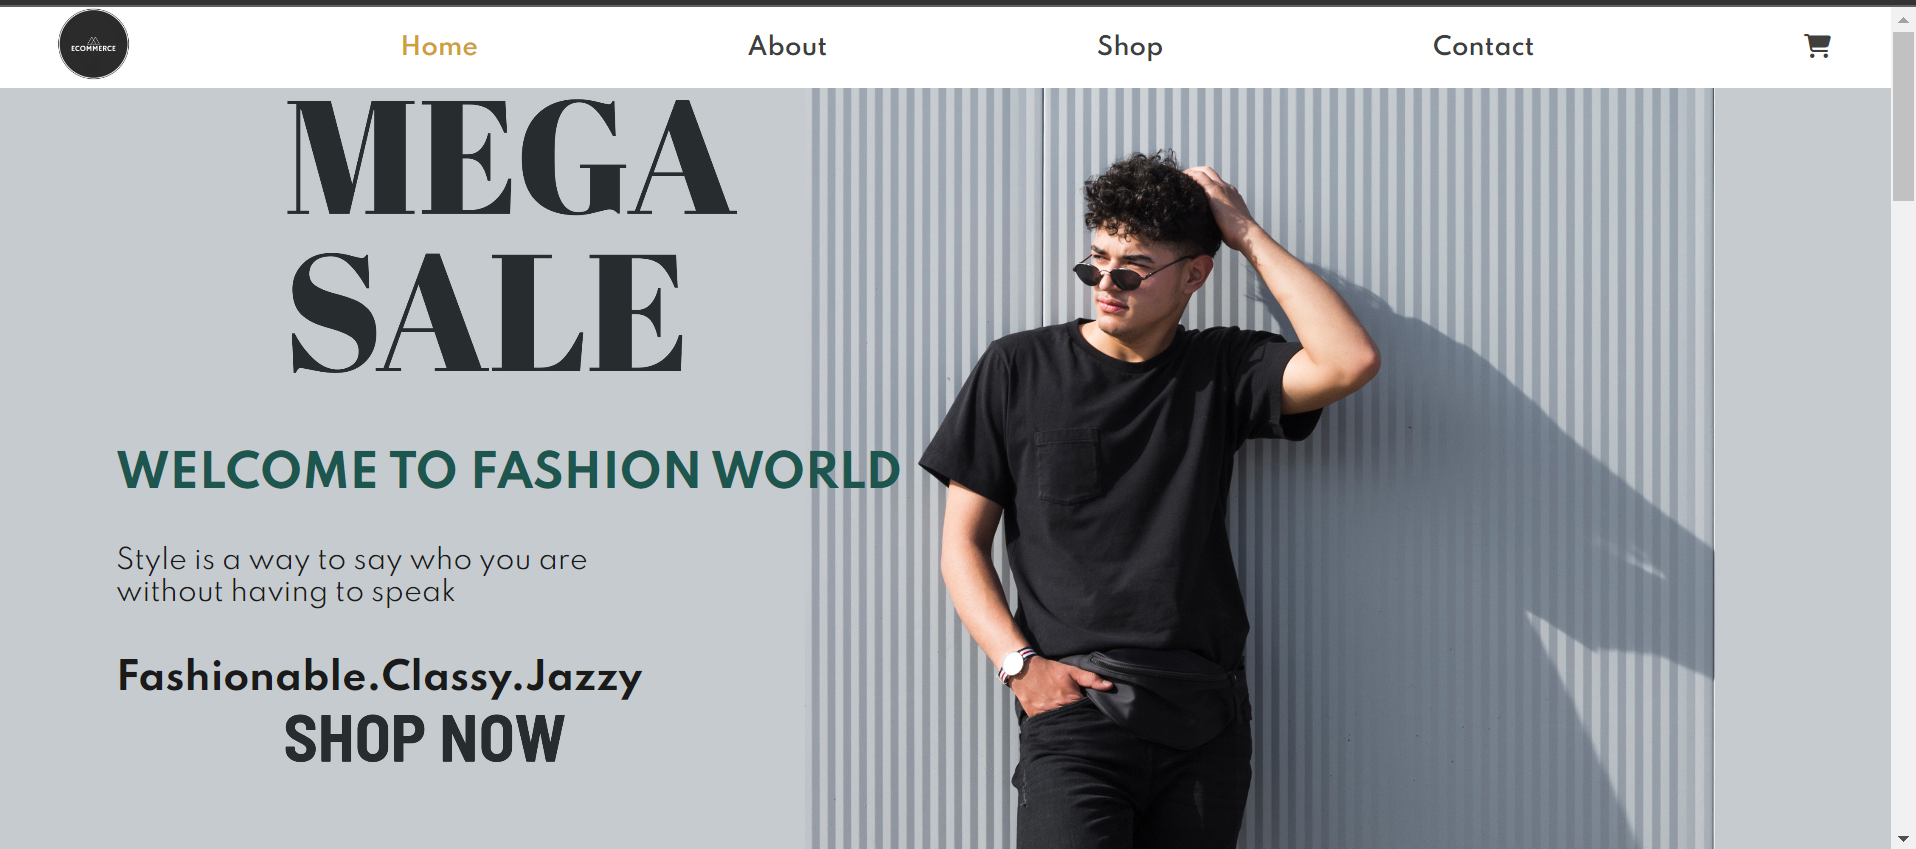 ECOMMERCE
Home About Shop Contact
MEGA
SALE
WELCOME TO FASHION WORLD
Style is a way to say who you are
without having to speak
Fashionable.Classy.Jazzy
SHOP NOW